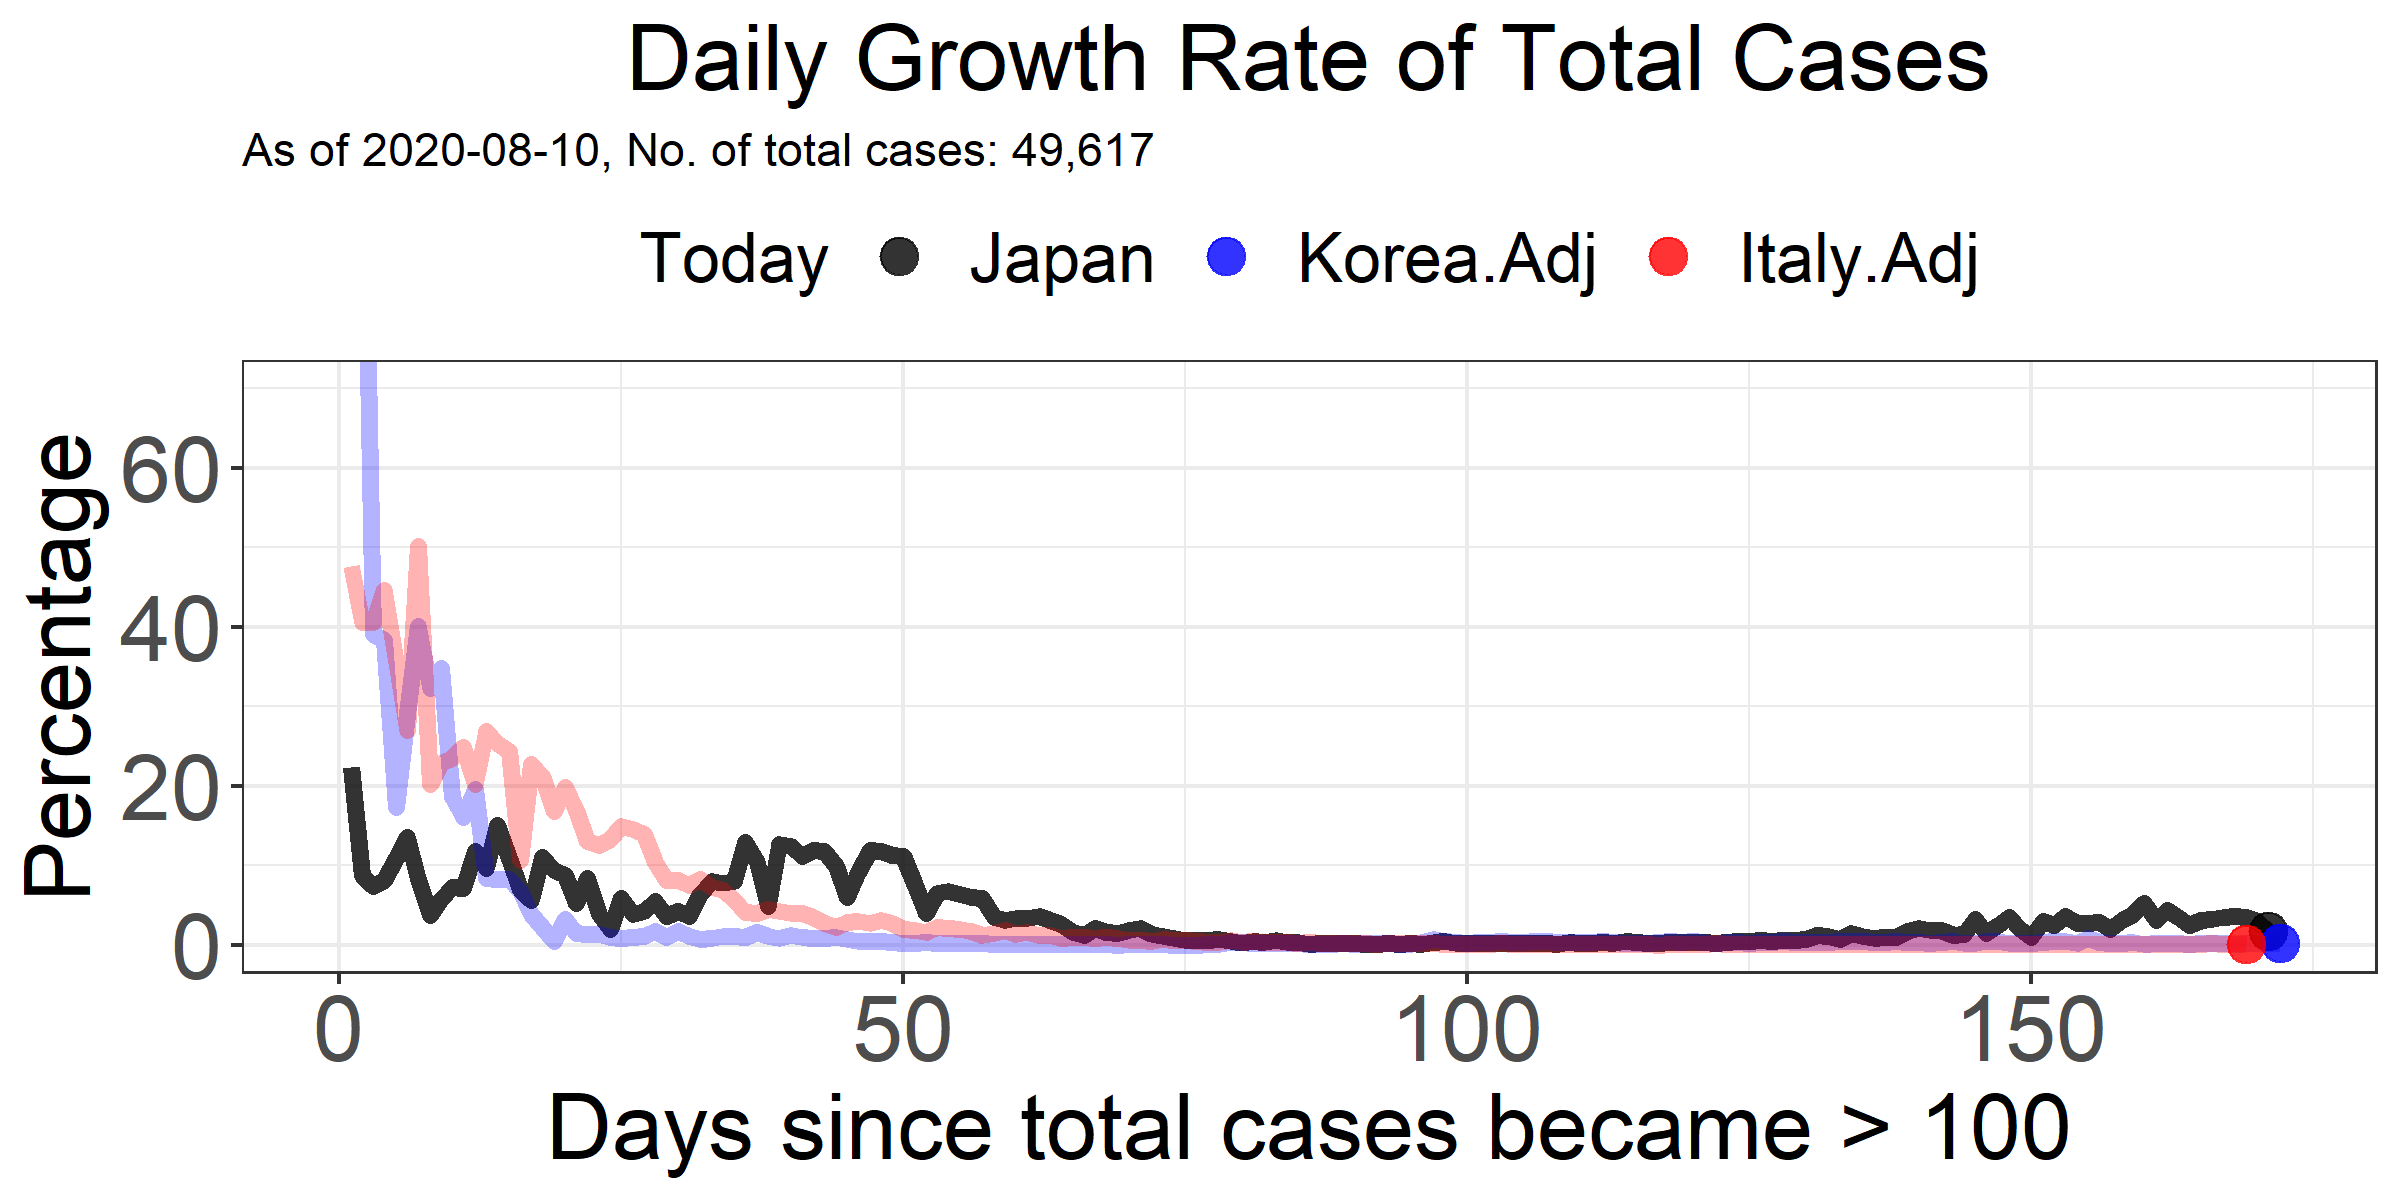 Daily Growth Rate of Total Cases
As of 2020-08-10, No. of total cases: 49,617
Today Japan Korea.Adj Italy.Adj
Percentage
60
40
20
0
0 50 100 150
Days since total cases became > 100